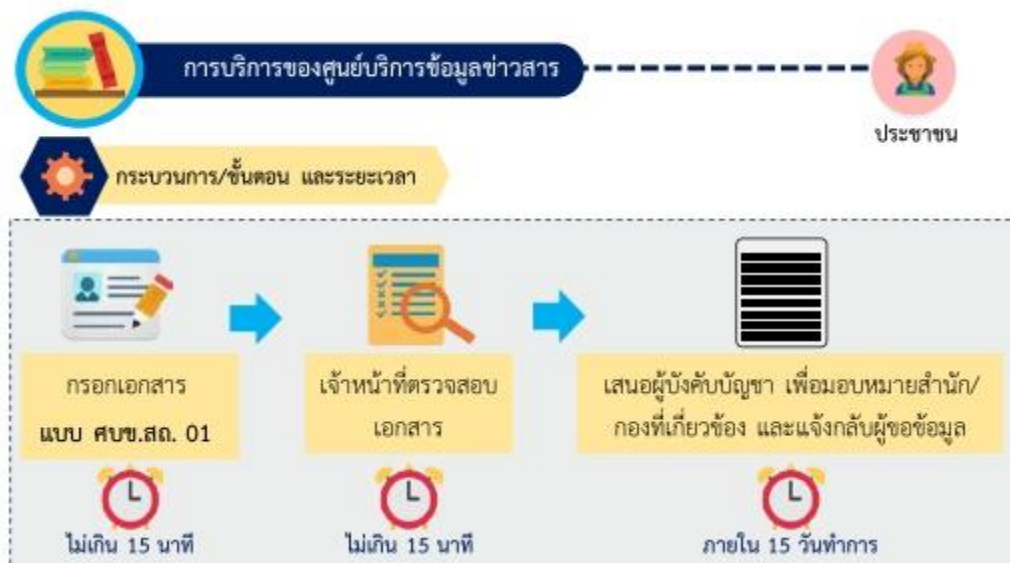 การบริการของศูนย์บริการข้อมูลข่าวสาร
ประชาชน
กระบวนการ/ขั้นตอน และระยะเวลา
กรอกเอกสาร
แบบ ศบข.สถ. 01
เจ้าหน้าที่ตรวจสอบ
เอกสาร
เสนอผู้บังคับบัญชา เพื่อมอบหมายสำนัก/
กองที่เกี่ยวข้อง และแจ้งกลับผู้ขอข้อมูล
ไม่เกิน 15 นาที
ไม่เกิน 15 นาที
ภายใน 15 วันทำการ